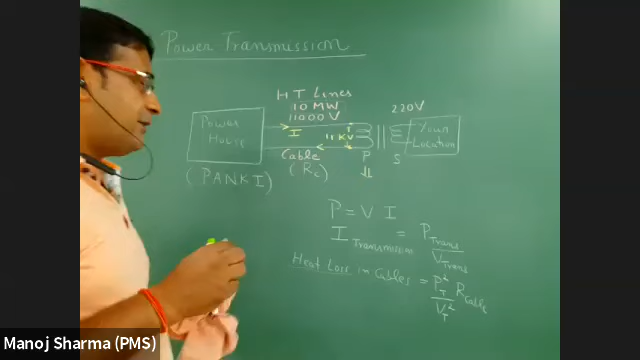 Power Transmission
HT Lines
10 MW
11000 V
220V
Power
House
I
11 KV
Your
Location
Cable
(Rc)
P
S
(PANKI)
P = V I
I Transmission = P Trans / V Trans
Heat Loss in Cables = P²T / V²T R Cable
Manoj Sharma (PMS)